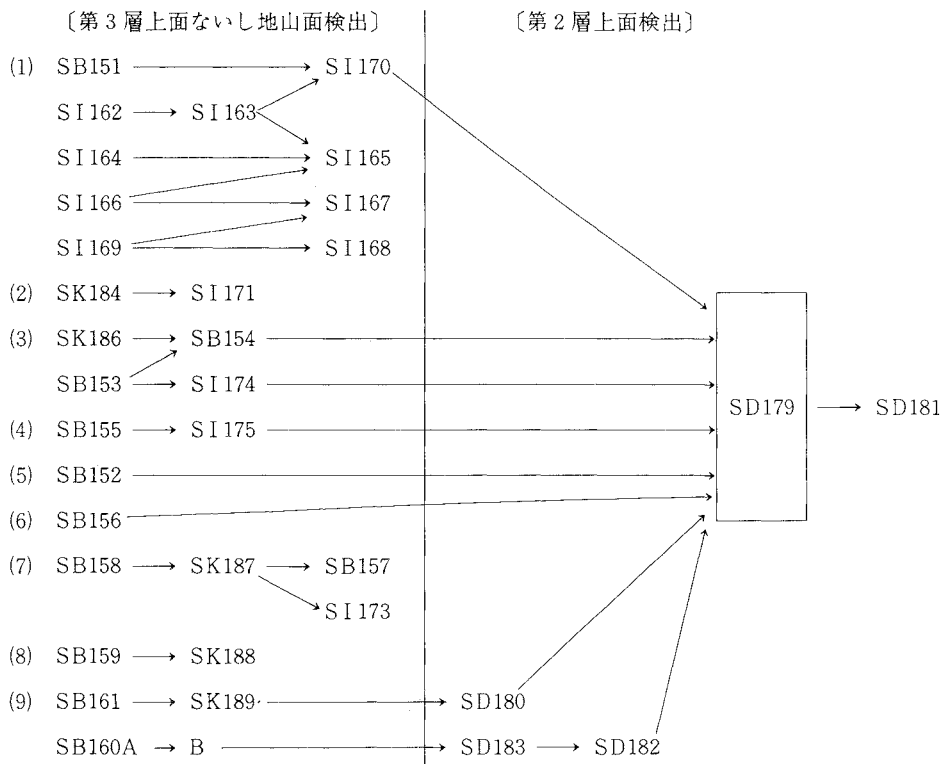 〔第3層上面ないし地山面検出〕 〔第2層上面検出〕
(1) SB151 → SI170
SI162 → SI163
SI164 → SI165
SI166 → SI167
SI169 → SI168
(2) SK184 → SI171
(3) SK186 → SB154
SB153 → SI174
SD179 → SD181
(4) SB155 → SI175
(5) SB152
(6) SB156
(7) SB158 → SK187 → SB157
SI173
(8) SB159 → SK188
(9) SB161 → SK189 → SD180
SB160A → B → SD183 → SD182